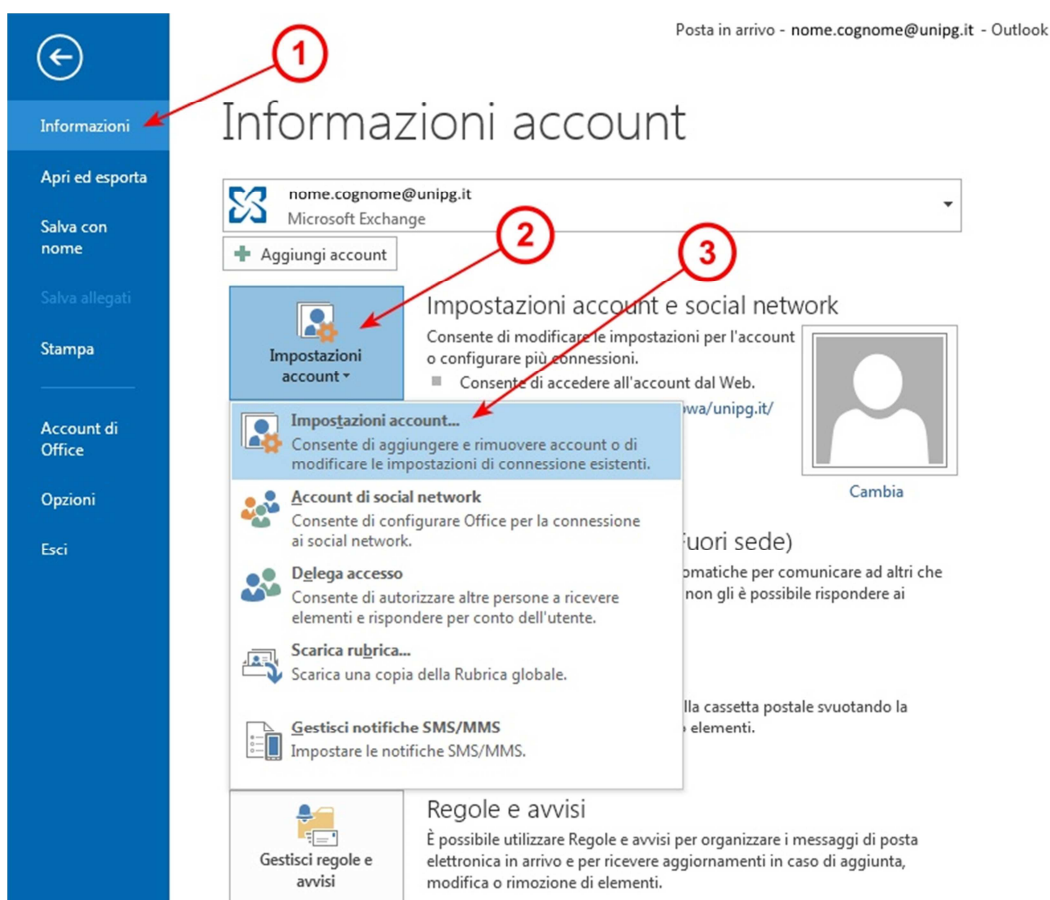 Posta in arrivo - nome.cognome@unipg.it - Outlook
1
Informazioni
Apri ed esporta
Salva con
nome
Salva allegati
Stampa
Account di
Office
Opzioni
Esci
Informazioni account
nome.cognome@unipg.it
Microsoft Exchange
Aggiungi account
2
3
Impostazioni
account
Impostazioni account e social network
Consente di modificare le impostazioni per l'account
o configurare più connessioni.
Consente di accedere all'account dal Web.
owa/unipg.it/
Cambia
Impostazioni account...
Consente di aggiungere e rimuovere account o di
modificare le impostazioni di connessione esistenti.
Account di social network
Consente di configurare Office per la connessione
ai social network.
Delega accesso
Consente di autorizzare altre persone a ricevere
elementi e rispondere per conto dell'utente.
Scarica rubrica...
Scarica una copia della Rubrica globale.
Gestisci notifiche SMS/MMS
Impostare le notifiche SMS/MMS.
uori sede)
omatiche per comunicare ad altri che
non gli è possibile rispondere ai
lla cassetta postale svuotando la
elementi.
Gestisci regole e
avvisi
Regole e avvisi
È possibile utilizzare Regole e avvisi per organizzare i messaggi di posta
elettronica in arrivo e per ricevere aggiornamenti in caso di aggiunta,
modifica o rimozione di elementi.